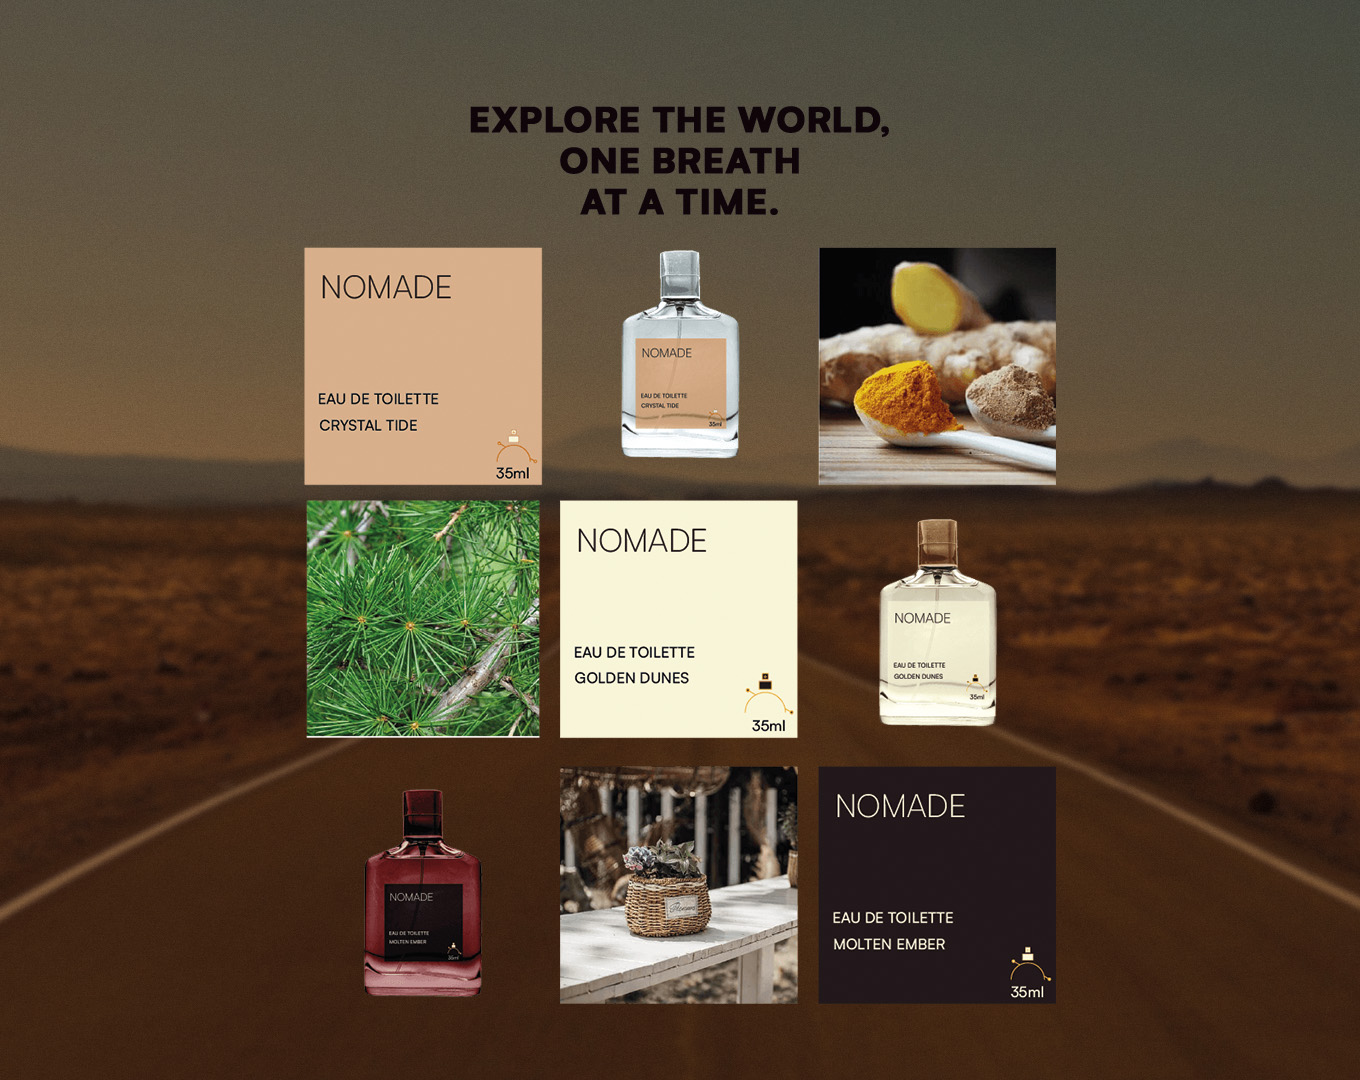 EXPLORE THE WORLD,
ONE BREATH
AT A TIME.
NOMADE
EAU DE TOILETTE
CRYSTAL TIDE
35ml
NOMADE
EAU DE TOILETTE
CRYSTAL TIDE
35ml
NOMADE
EAU DE TOILETTE
GOLDEN DUNES
35ml
NOMADE
EAU DE TOILETTE
GOLDEN DUNES
35ml
NOMADE
EAU DE TOILETTE
MOLTEN EMBER
35ml
NOMADE
EAU DE TOILETTE
MOLTEN EMBER
35ml